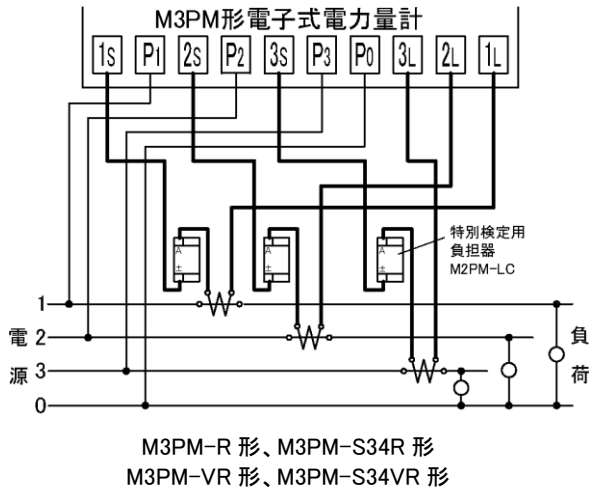 M3PM形電子式電力量計
1S P1 2S P2 3S P3 P0 3L 2L 1L
A
±
A
±
A
±
特別検定用
負担器
M2PM-LC
1
電 2
源 3
0
負
荷
M3PM-R 形、M3PM-S34R 形
M3PM-VR 形、M3PM-S34VR 形